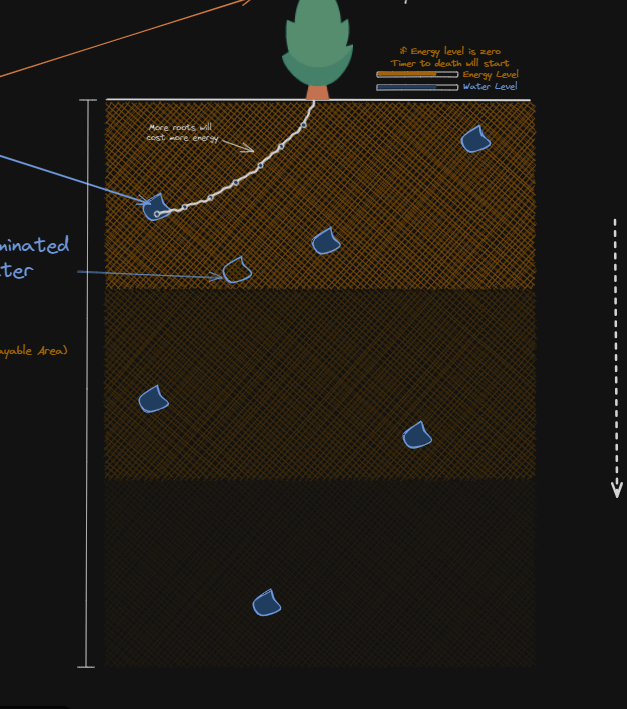 if Energy level is zero
Timer to death will start
Energy Level
Water Level
More roots will
cost more energy